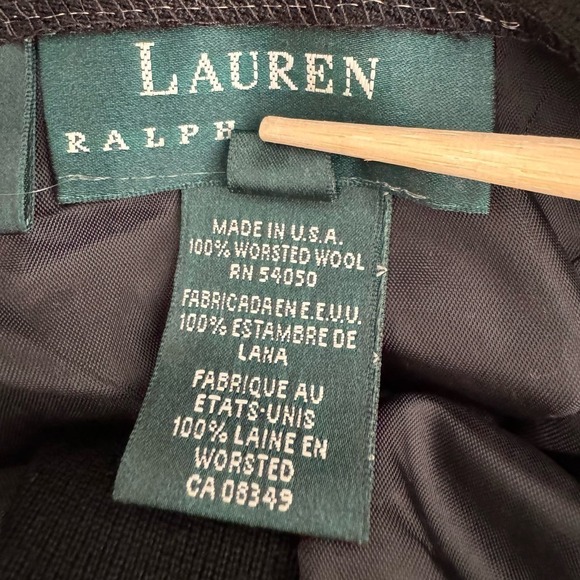 LAUREN
RALPH
MADE IN U.S.A.
100% WORSTED WOOL
RN 54050
FABRICADA EN E.E.U.U.
100% ESTAMBRE DE
LANA
FABRIQUE AU
ETATS-UNIS
100% LAINE EN
WORSTED
CA 08349